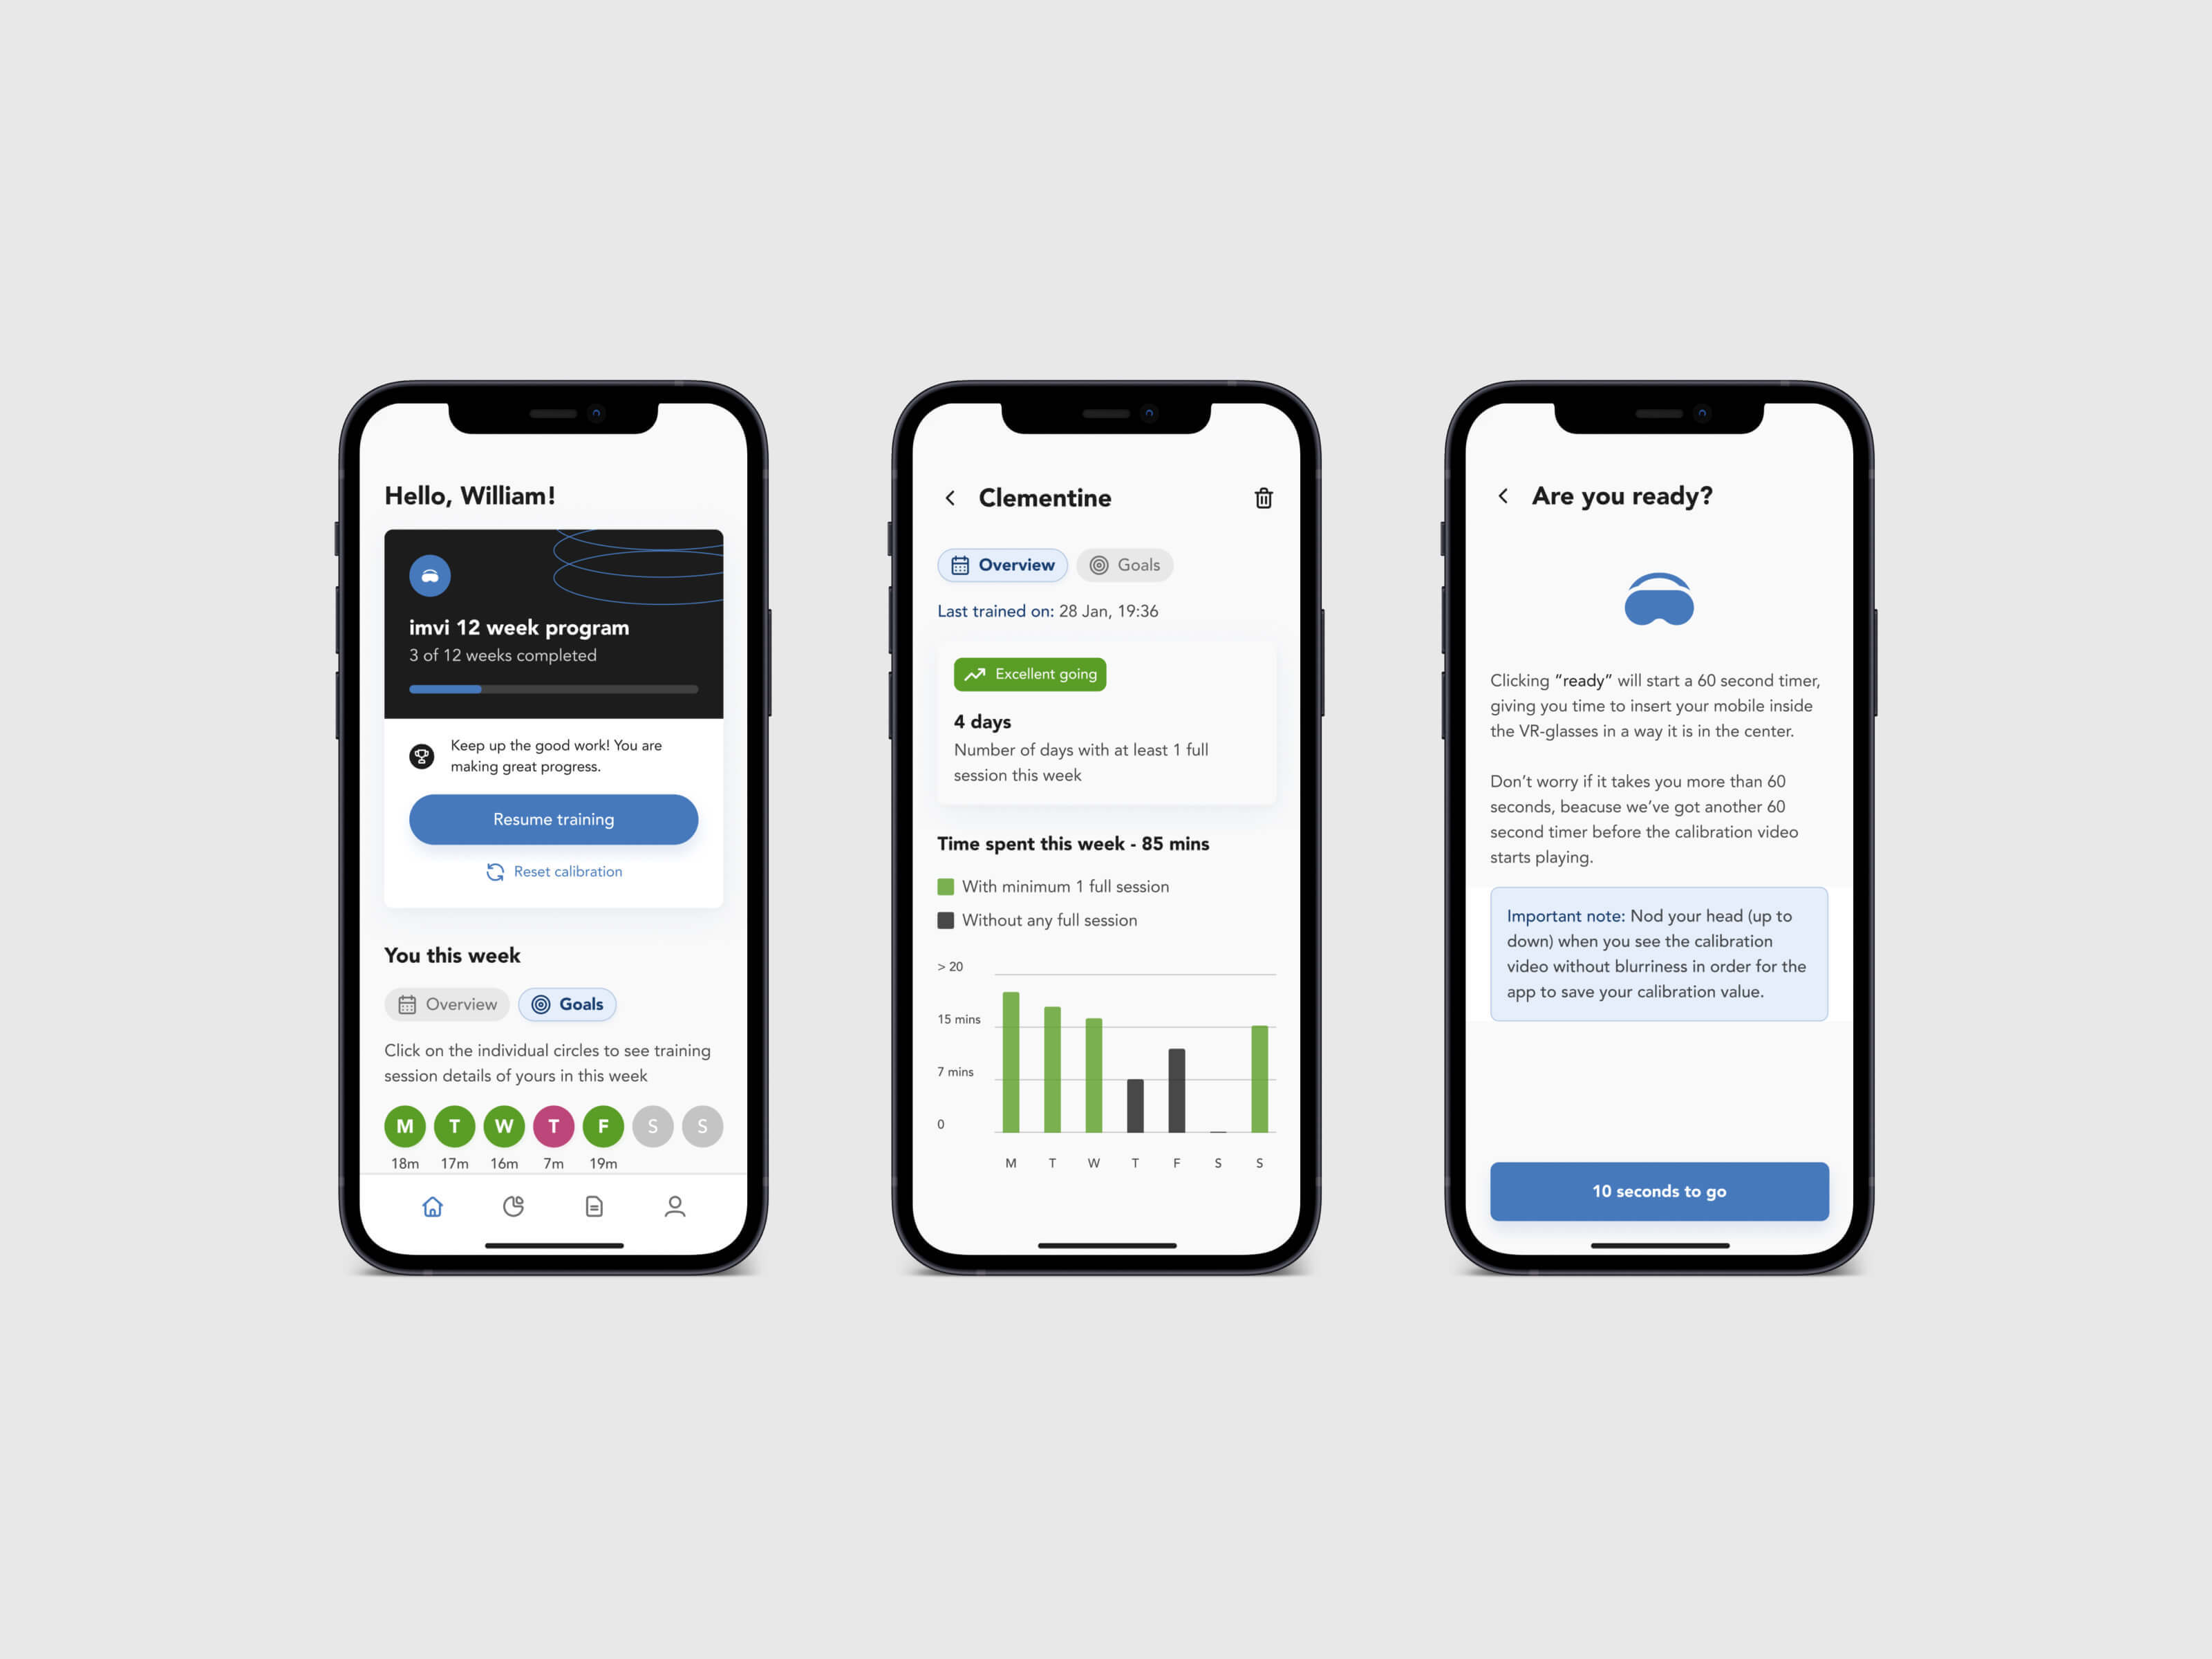 Hello, William!
imvi 12 week program
3 of 12 weeks completed
Keep up the good work! You are
making great progress.
Resume training
Reset calibration
You this week
Overview
Goals
Click on the individual circles to see training
session details of yours in this week
M T W T F S S
18m 17m 16m 7m 19m
Clementine
Overview
Goals
Last trained on: 28 Jan, 19:36
Excellent going
4 days
Number of days with at least 1 full
session this week
Time spent this week - 85 mins
With minimum 1 full session
Without any full session
> 20
15 mins
7 mins
0
M T W T F S S
Are you ready?
Clicking “ready” will start a 60 second timer,
giving you time to insert your mobile inside
the VR-glasses in a way it is in the center.
Don’t worry if it takes you more than 60
seconds, beacuse we’ve got another 60
second timer before the calibration video
starts playing.
Important note: Nod your head (up to
down) when you see the calibration
video without blurriness in order for the
app to save your calibration value.
10 seconds to go